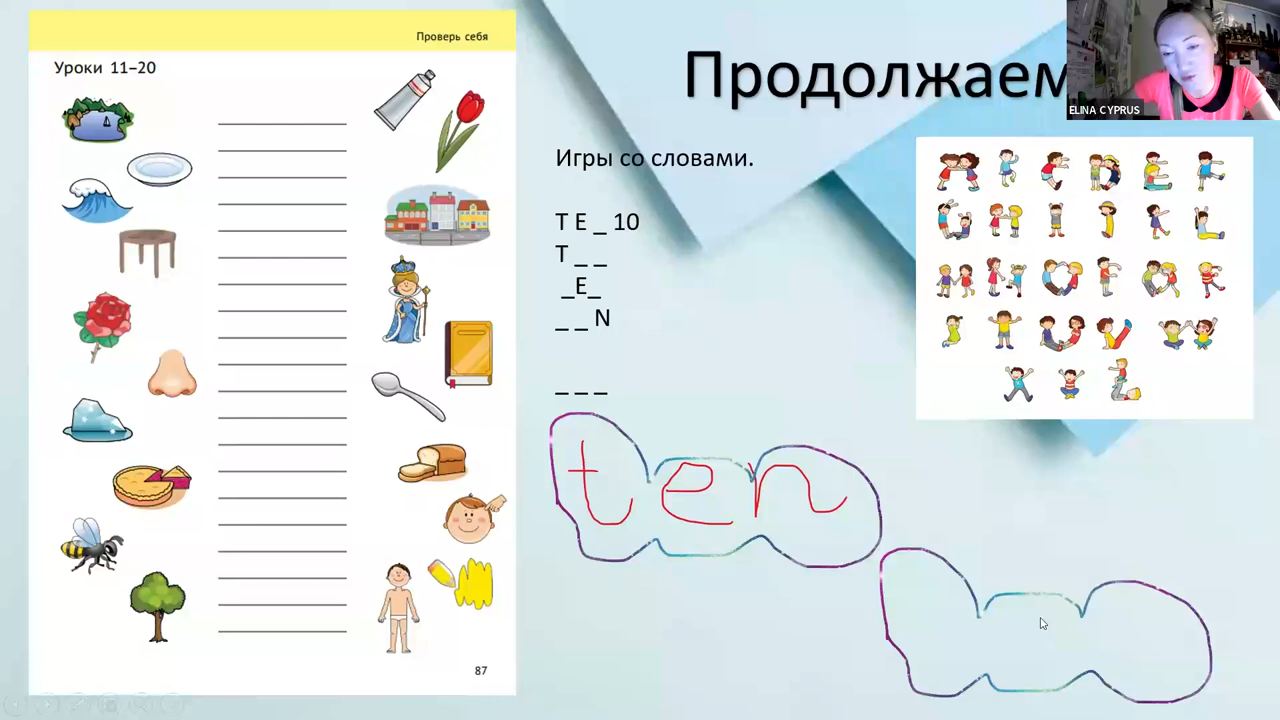 Проверь себя
Уроки 11–20
87
Продолжаем
ELINA CYPRUS
Игры со словами.
T E _ 10
T _ _
_E_
_ _ N
_ _ _
ten